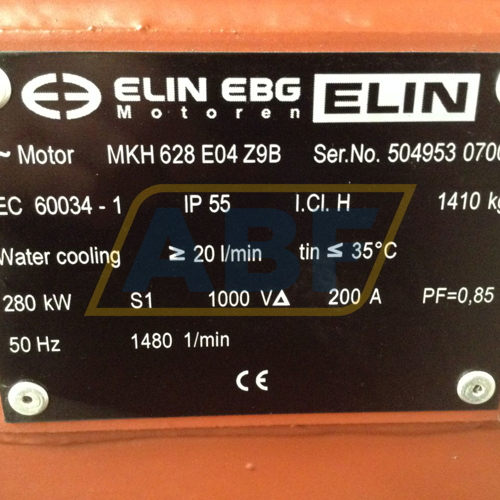 ELIN EBG ELIN
Motoren
~ Motor MKH 628 E04 Z9B Ser.No. 504953 0700
EC 60034 - 1 IP 55 I.Cl. H 1410 kg
Water cooling ≥ 20 l/min tin ≤ 35°C
280 kW S1 1000 V∆ 200 A PF=0,85
50 Hz 1480 1/min
CE
ABF